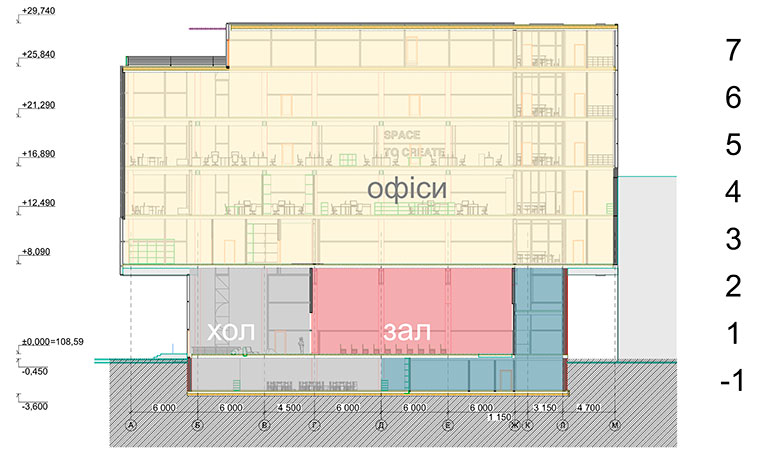 +29,740
+25,840
7
+21,290
6
SPACE
TO CREATE
5
+16,890
офіси
4
+12,490
3
+8,090
2
хол
зал
1
±0,000=108,59
-0,450
-1
-3,600
6 000 6 000 4 500 6 000 6 000 6 000 1 150 3 150 4 700
А Б В Г Д Е Ж К Л М